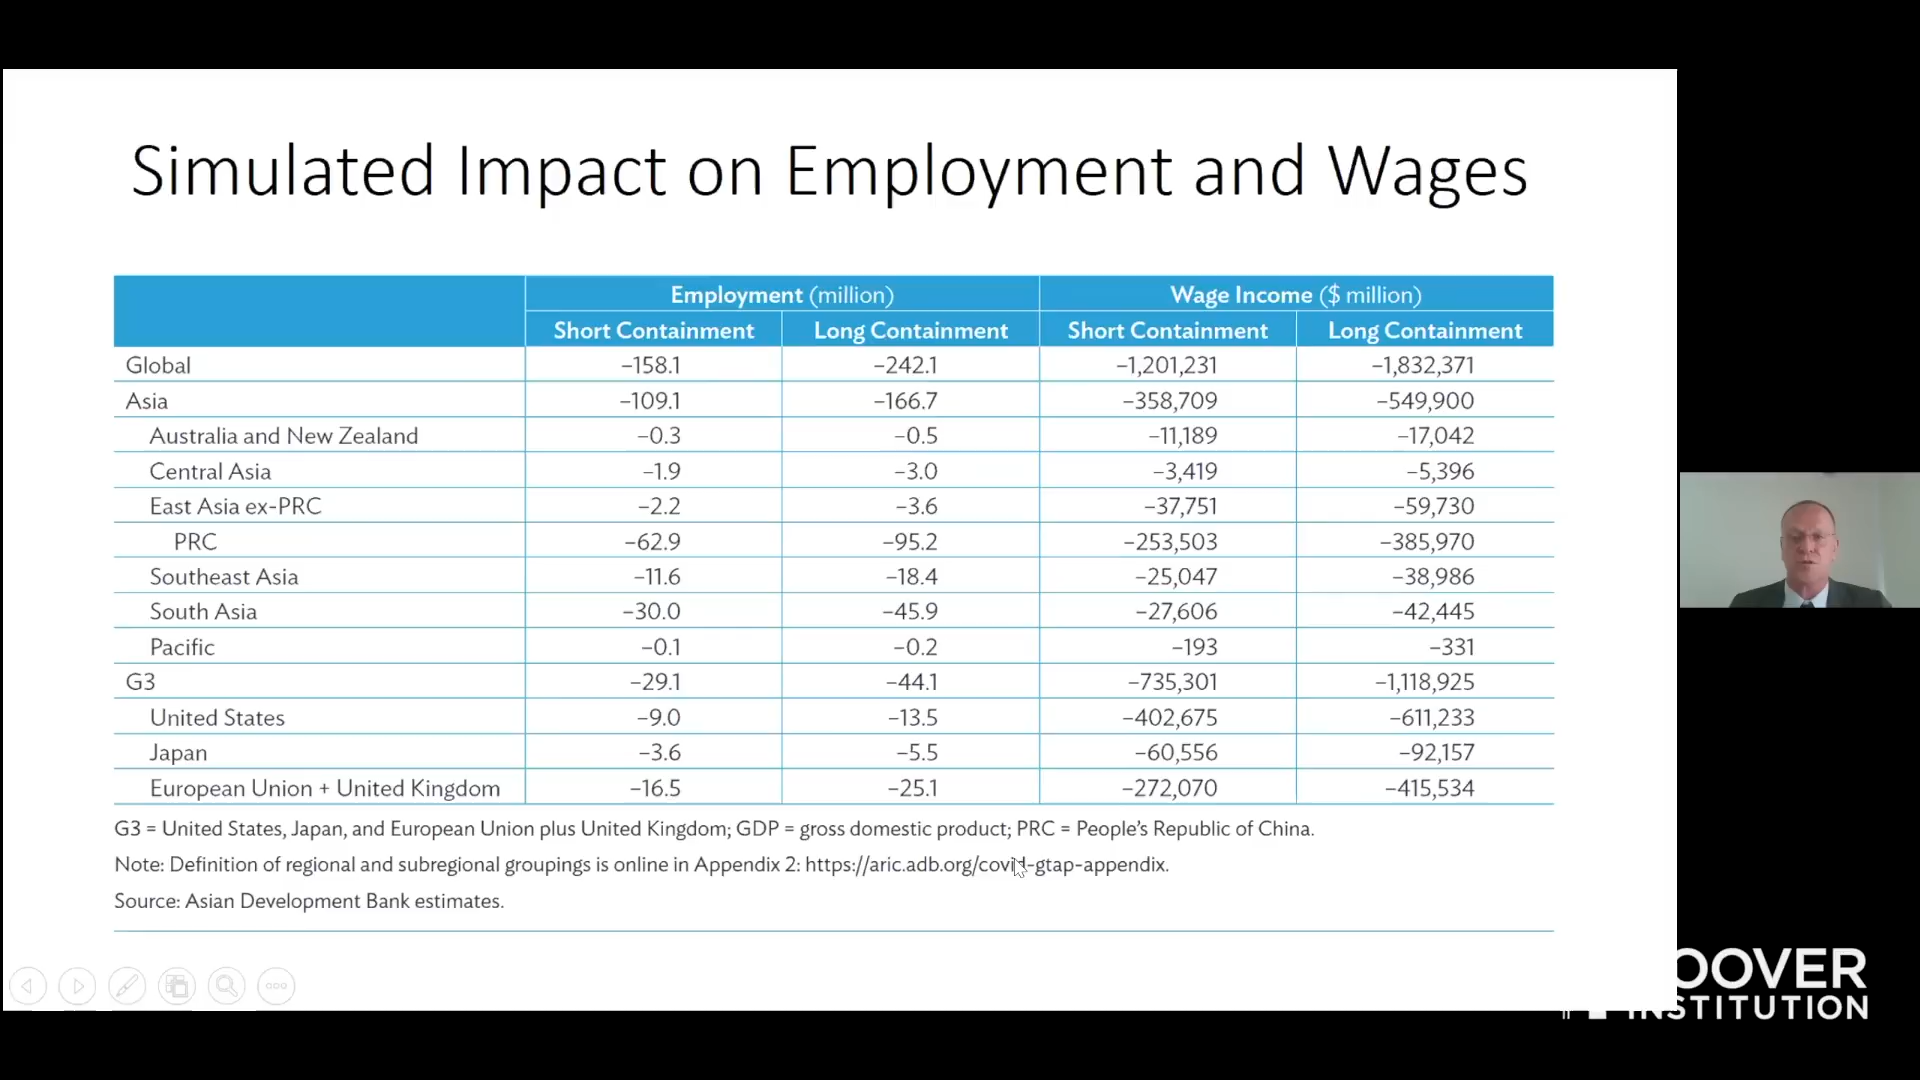 Simulated Impact on Employment and Wages
Employment (million) Wage Income ($ million)
Short Containment Long Containment Short Containment Long Containment
Global −158.1 −242.1 −1,201,231 −1,832,371
Asia −109.1 −166.7 −358,709 −549,900
Australia and New Zealand −0.3 −0.5 −11,189 −17,042
Central Asia −1.9 −3.0 −3,419 −5,396
East Asia ex-PRC −2.2 −3.6 −37,751 −59,730
PRC −62.9 −95.2 −253,503 −385,970
Southeast Asia −11.6 −18.4 −25,047 −38,986
South Asia −30.0 −45.9 −27,606 −42,445
Pacific −0.1 −0.2 −193 −331
G3 −29.1 −44.1 −735,301 −1,118,925
United States −9.0 −13.5 −402,675 −611,233
Japan −3.6 −5.5 −60,556 −92,157
European Union + United Kingdom −16.5 −25.1 −272,070 −415,534
G3 = United States, Japan, and European Union plus United Kingdom; GDP = gross domestic product; PRC = People’s Republic of China.
Note: Definition of regional and subregional groupings is online in Appendix 2: https://aric.adb.org/covid-gtap-appendix.
Source: Asian Development Bank estimates.
OOVER
INSTITUTION